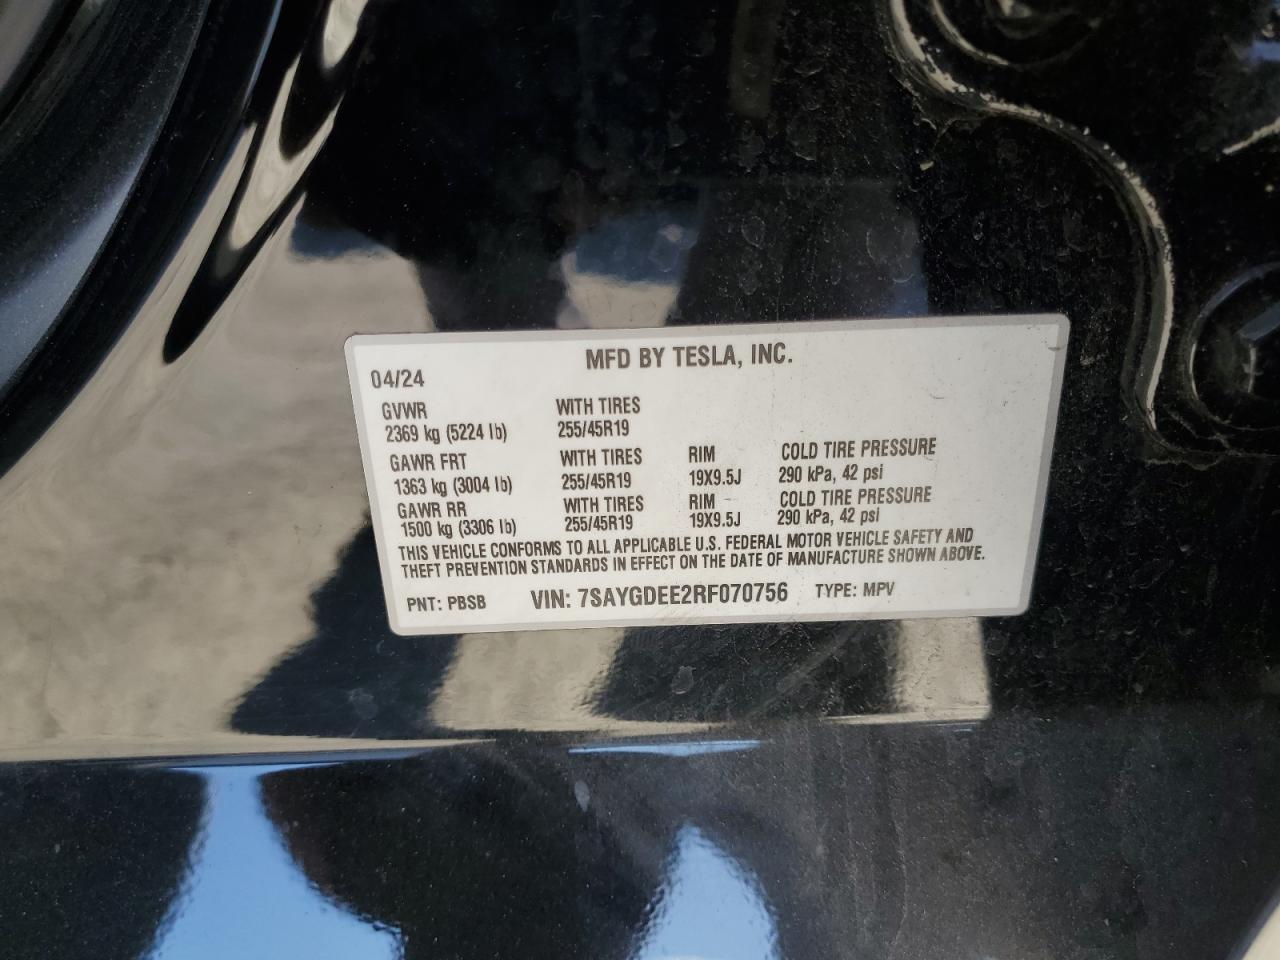 MFD BY TESLA, INC.
04/24
GVWR WITH TIRES
2369 kg (5224 lb) 255/45R19
GAWR FRT WITH TIRES RIM COLD TIRE PRESSURE
1363 kg (3004 lb) 255/45R19 19X9.5J 290 kPa, 42 psi
GAWR RR WITH TIRES RIM COLD TIRE PRESSURE
1500 kg (3306 lb) 255/45R19 19X9.5J 290 kPa, 42 psi
THIS VEHICLE CONFORMS TO ALL APPLICABLE U.S. FEDERAL MOTOR VEHICLE SAFETY AND
THEFT PREVENTION STANDARDS IN EFFECT ON THE DATE OF MANUFACTURE SHOWN ABOVE.
PNT: PBSB VIN: 7SAYGDEE2RF070756 TYPE: MPV